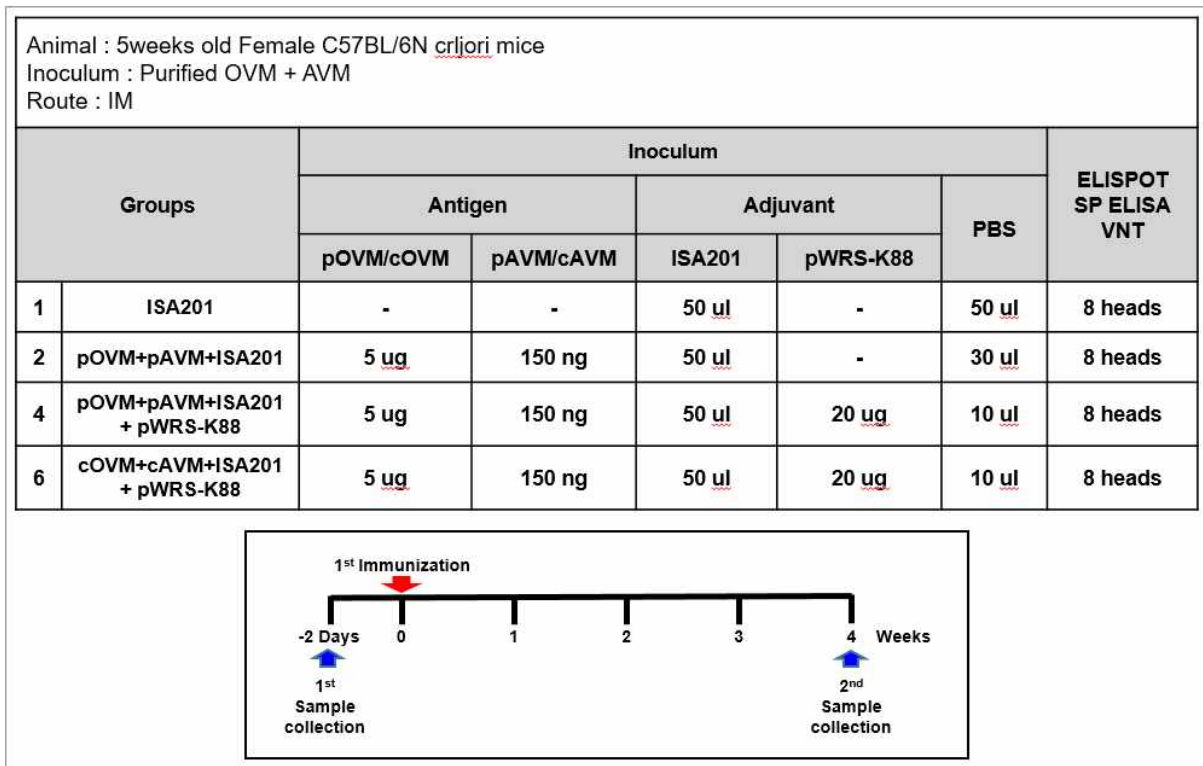 Animal : 5weeks old Female C57BL/6N crljori mice
Inoculum : Purified OVM + AVM
Route : IM
Groups
Inoculum
ELISPOT
SP ELISA
VNT
Antigen
Adjuvant
PBS
pOVM/cOVM
pAVM/cAVM
ISA201
pWRS-K88
1 ISA201 - - 50 ul - 50 ul 8 heads
2 pOVM+pAVM+ISA201 5 ug 150 ng 50 ul - 30 ul 8 heads
4 pOVM+pAVM+ISA201
+ pWRS-K88 5 ug 150 ng 50 ul 20 ug 10 ul 8 heads
6 cOVM+cAVM+ISA201
+ pWRS-K88 5 ug 150 ng 50 ul 20 ug 10 ul 8 heads
1st Immunization
-2 Days 0 1 2 3 4 Weeks
1st
Sample
collection
2nd
Sample
collection